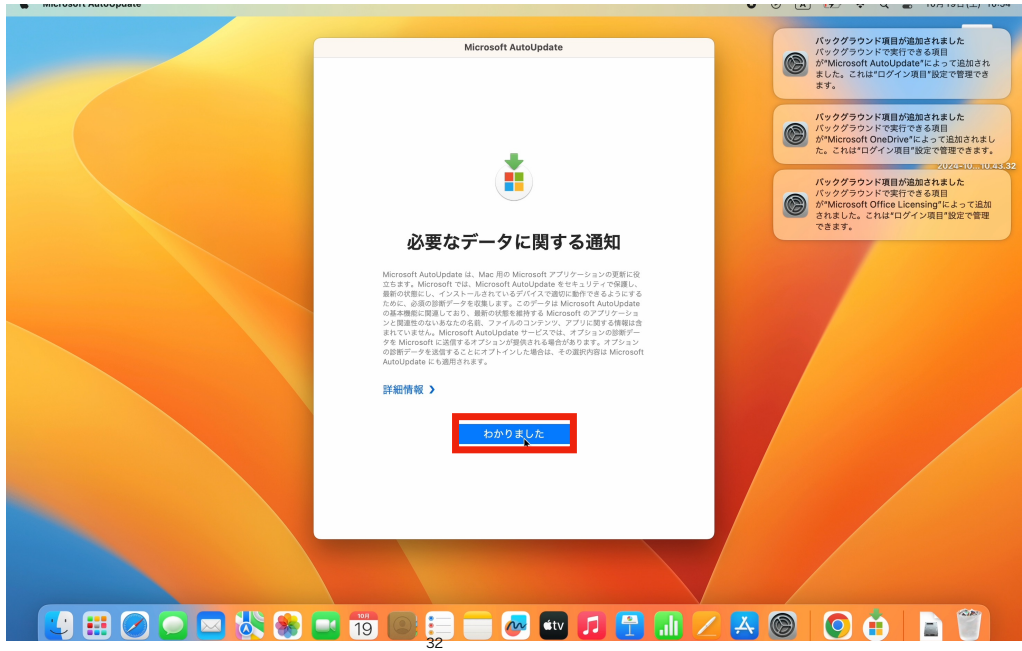 Microsoft AutoUpdate
10月19日(土) 10:54
Microsoft AutoUpdate
バックグラウンド項目が追加されました
バックグラウンドで実行できる項目
が"Microsoft AutoUpdate"によって追加され
ました。これは"ログイン項目"設定で管理でき
ます。
バックグラウンド項目が追加されました
バックグラウンドで実行できる項目
が"Microsoft OneDrive"によって追加されまし
た。これは"ログイン項目"設定で管理できます。
2024-10
10.43.32
バックグラウンド項目が追加されました
バックグラウンドで実行できる項目
が"Microsoft Office Licensing"によって追加
されました。これは"ログイン項目"設定で管理
できます。
必要なデータに関する通知
Microsoft AutoUpdate は、Mac 用の Microsoft アプリケーションの更新に役
立ちます。Microsoft では、Microsoft AutoUpdate をセキュリティで保護し、
最新の状態にし、インストールされているデバイスで適切に動作できるようにする
ために、必須の診断データを収集します。このデータは Microsoft AutoUpdate
の基本機能に関連しており、最新の状態を維持する Microsoft のアプリケーショ
ンと関連性のないあなたの名前、ファイルのコンテンツ、アプリに関する情報は含
まれていません。Microsoft AutoUpdate サービスでは、オプションの診断デー
タを Microsoft に送信するオプションが提供される場合があります。オプション
の診断データを送信することにオプトインした場合は、その選択内容は Microsoft
AutoUpdate にも適用されます。
詳細情報 ❯
わかりました
10月
19
tv
32